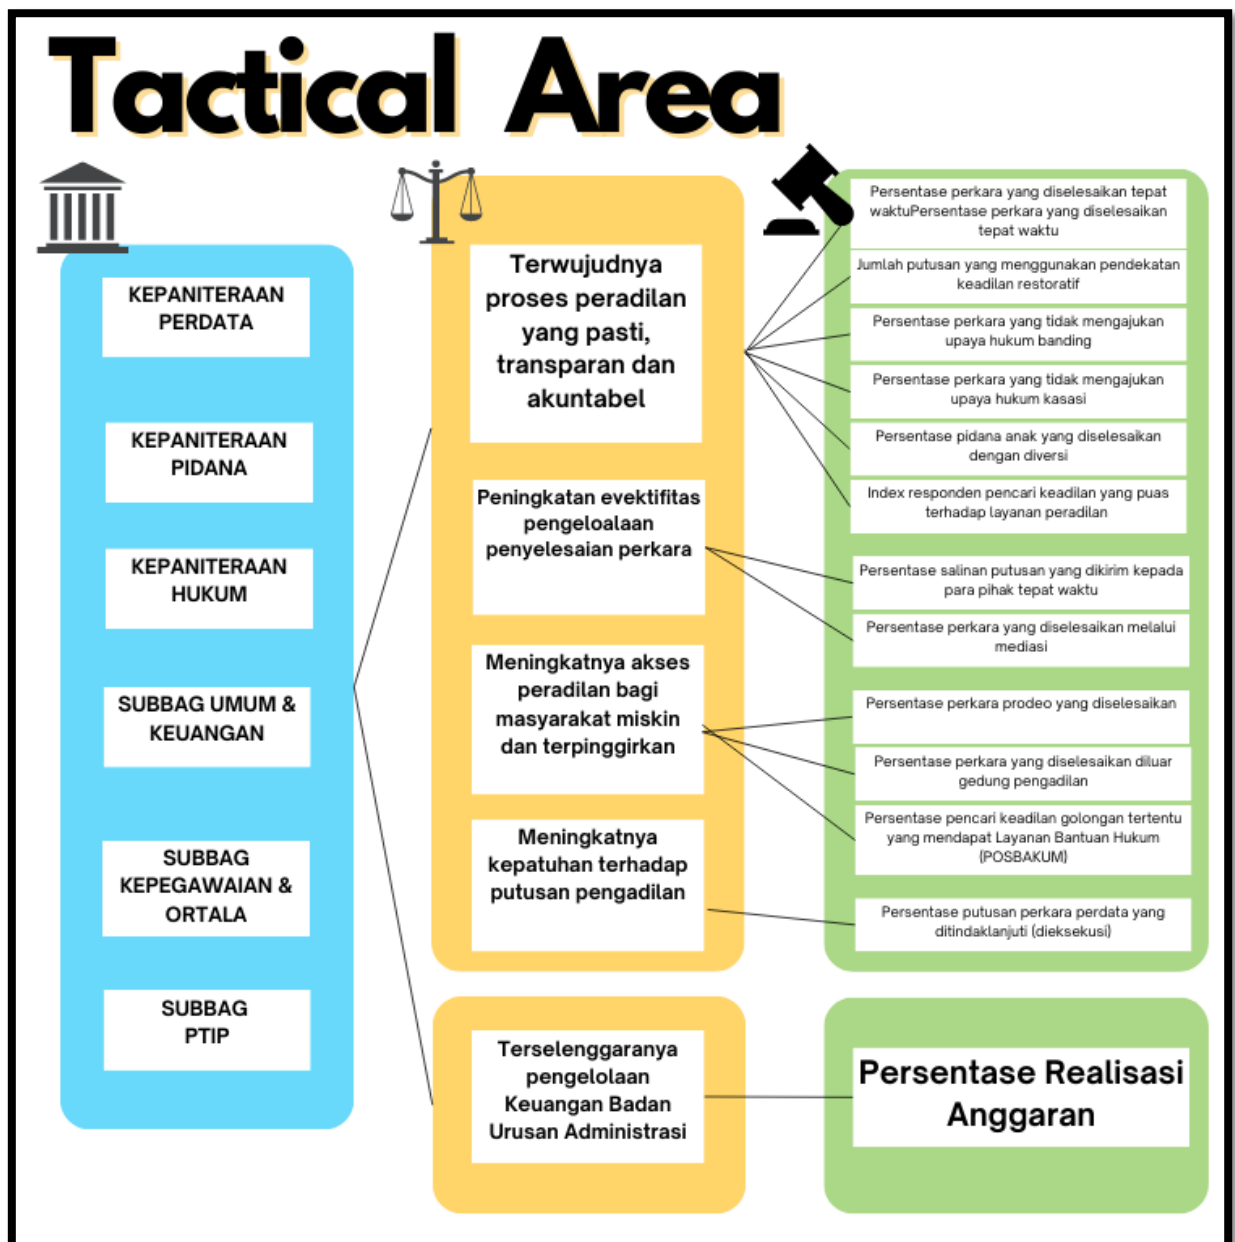 Tactical Area
KEPANITERAAN
PERDATA
KEPANITERAAN
PIDANA
KEPANITERAAN
HUKUM
SUBBAG UMUM &
KEUANGAN
SUBBAG
KEPEGAWAIAN &
ORTALA
SUBBAG
PTIP
Terwujudnya
proses peradilan
yang pasti,
transparan dan
akuntabel
Peningkatan evektifitas
pengeloalaan
penyelesaian perkara
Meningkatnya akses
peradilan bagi
masyarakat miskin
dan terpinggirkan
Meningkatnya
kepatuhan terhadap
putusan pengadilan
Terselenggaranya
pengelolaan
Keuangan Badan
Urusan Administrasi
Persentase perkara yang diselesaikan tepat
waktuPersentase perkara yang diselesaikan
tepat waktu
Jumlah putusan yang menggunakan pendekatan
keadilan restoratif
Persentase perkara yang tidak mengajukan
upaya hukum banding
Persentase perkara yang tidak mengajukan
upaya hukum kasasi
Persentase pidana anak yang diselesaikan
dengan diversi
Index responden pencari keadilan yang puas
terhadap layanan peradilan
Persentase salinan putusan yang dikirim kepada
para pihak tepat waktu
Persentase perkara yang diselesaikan melalui
mediasi
Persentase perkara prodeo yang diselesaikan
Persentase perkara yang diselesaikan diluar
gedung pengadilan
Persentase pencari keadilan golongan tertentu
yang mendapat Layanan Bantuan Hukum
(POSBAKUM)
Persentase putusan perkara perdata yang
ditindaklanjuti (dieksekusi)
Persentase Realisasi
Anggaran